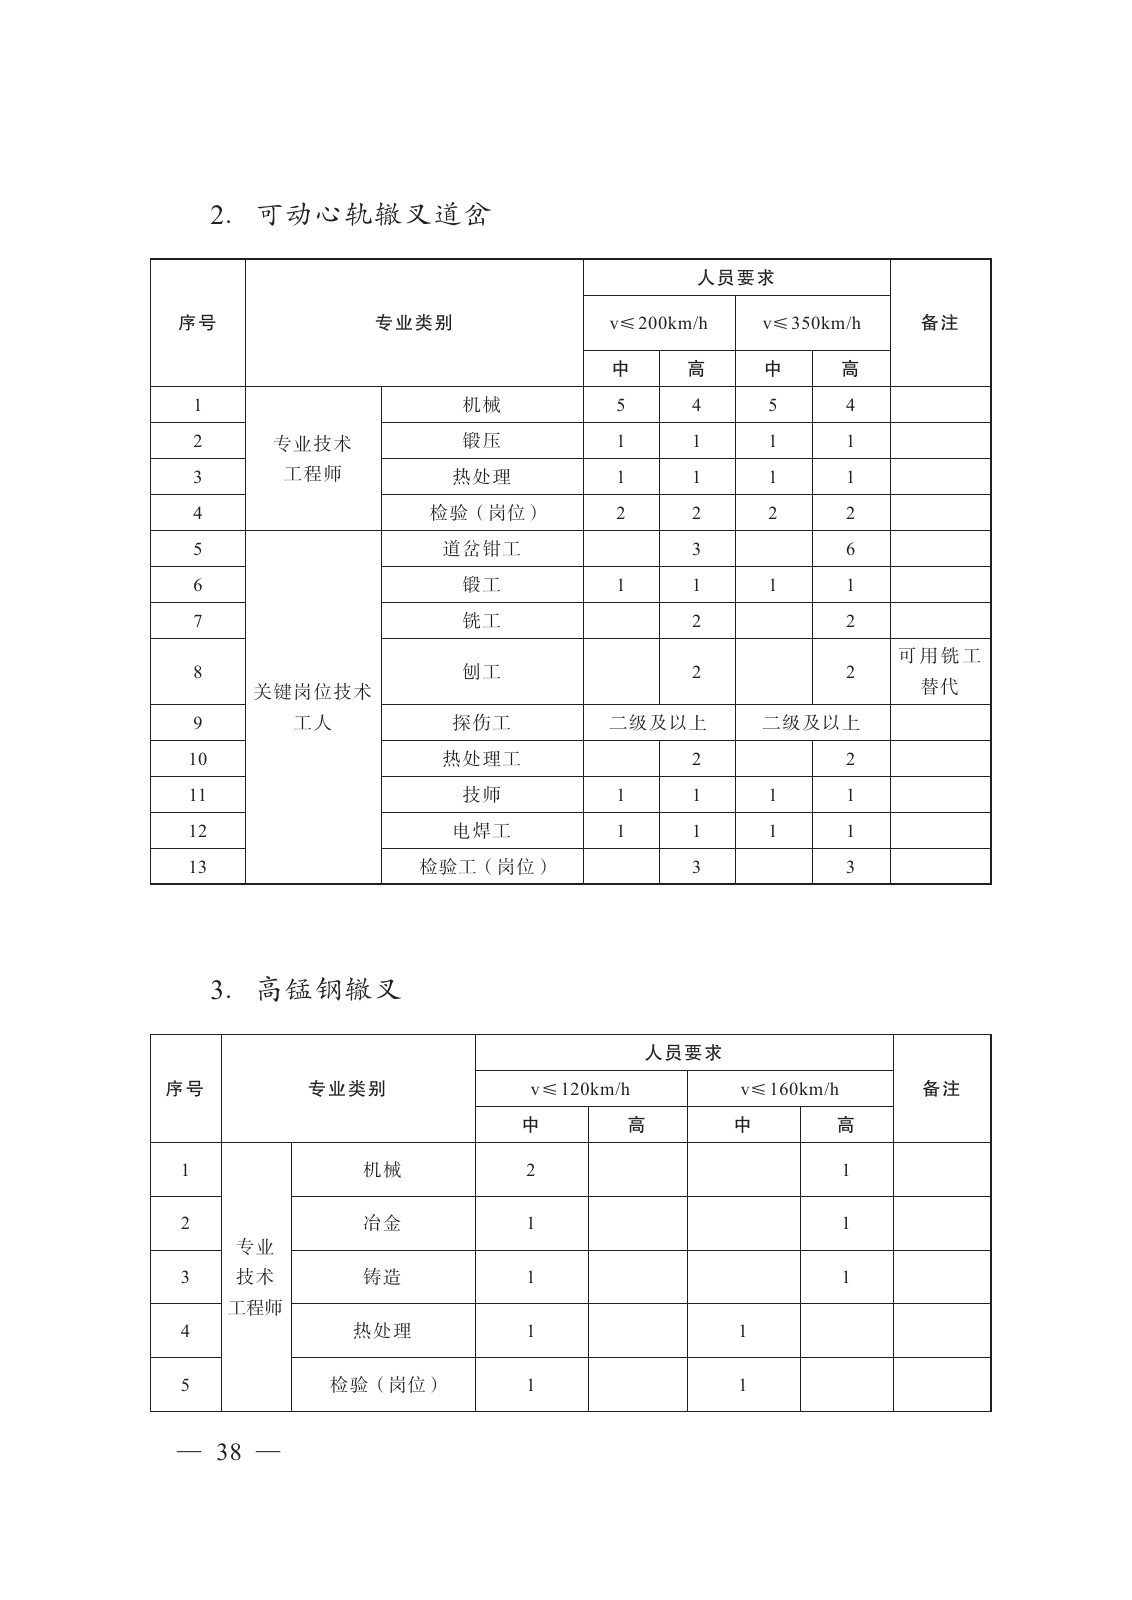 2. 可动心轨辙叉道岔
序号 专业类别 人员要求 备注
v≤200km/h v≤350km/h
中 高 中 高
1 专业技术工程师 机械 5 4 5 4
2 锻压 1 1 1 1
3 热处理 1 1 1 1
4 检验（岗位） 2 2 2 2
5 关键岗位技术工人 道岔钳工 3 6
6 锻工 1 1 1 1
7 铣工 2 2
8 刨工 2 2 可用铣工替代
9 探伤工 二级及以上 二级及以上
10 热处理工 2 2
11 技师 1 1 1 1
12 电焊工 1 1 1 1
13 检验工（岗位） 3 3
3. 高锰钢辙叉
序号 专业类别 人员要求 备注
v≤120km/h v≤160km/h
中 高 中 高
1 专业技术工程师 机械 2 1
2 冶金 1 1
3 铸造 1 1
4 热处理 1 1
5 检验（岗位） 1 1
— 38 —